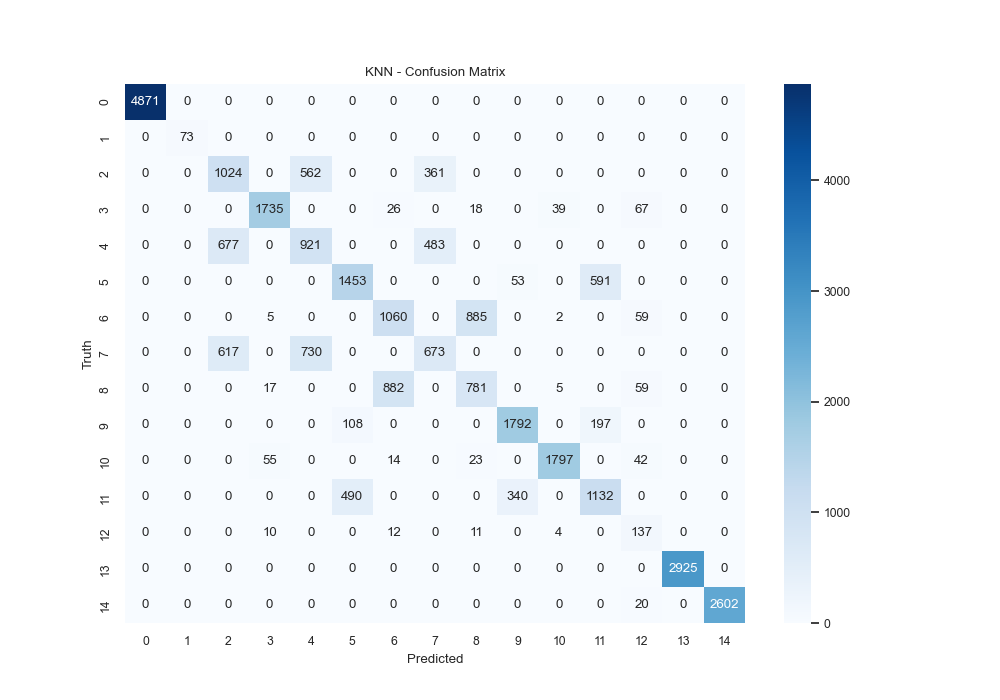 KNN - Confusion Matrix
0 4871 0 0 0 0 0 0 0 0 0 0 0 0 0 0
1 0 73 0 0 0 0 0 0 0 0 0 0 0 0 0
2 0 0 1024 0 562 0 0 361 0 0 0 0 0 0 0
3 0 0 0 1735 0 0 26 0 18 0 39 0 67 0 0
4 0 0 677 0 921 0 0 483 0 0 0 0 0 0 0
5 0 0 0 0 0 1453 0 0 0 53 0 591 0 0 0
6 0 0 0 5 0 0 1060 0 885 0 2 0 59 0 0
7 0 0 617 0 730 0 0 673 0 0 0 0 0 0 0
8 0 0 0 17 0 0 882 0 781 0 5 0 59 0 0
9 0 0 0 0 0 108 0 0 0 1792 0 197 0 0 0
10 0 0 0 55 0 0 14 0 23 0 1797 0 42 0 0
11 0 0 0 0 0 490 0 0 0 340 0 1132 0 0 0
12 0 0 0 10 0 0 12 0 11 0 4 0 137 0 0
13 0 0 0 0 0 0 0 0 0 0 0 0 0 2925 0
14 0 0 0 0 0 0 0 0 0 0 0 0 20 0 2602
0 1 2 3 4 5 6 7 8 9 10 11 12 13 14
Predicted
Truth
4000
3000
2000
1000
0